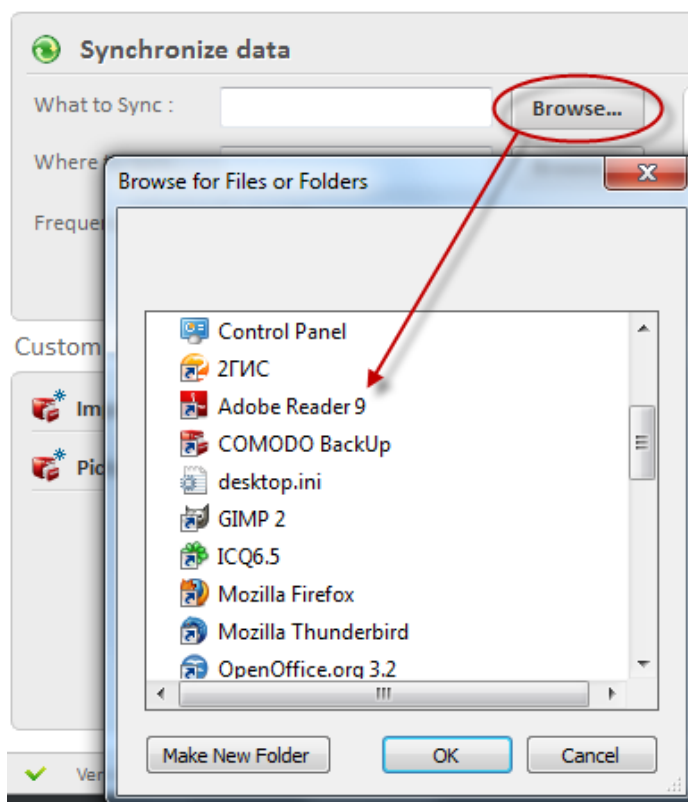 Synchronize data
What to Sync :
Browse...
Where
Browse for Files or Folders
Frequen
Control Panel
2ГИС
Custom
Adobe Reader 9
Im
COMODO BackUp
Pic
desktop.ini
GIMP 2
ICQ6.5
Mozilla Firefox
Mozilla Thunderbird
OpenOffice.org 3.2
Make New Folder
OK
Cancel
Ver